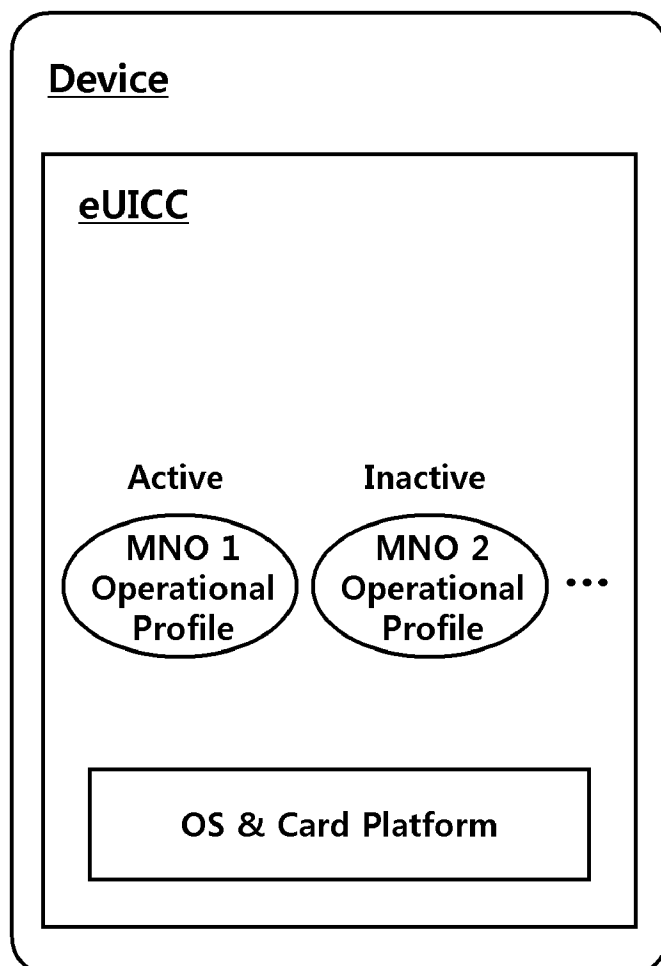 Device
eUICC
Active
Inactive
MNO 1
Operational
Profile
MNO 2
Operational
Profile
...
OS & Card Platform